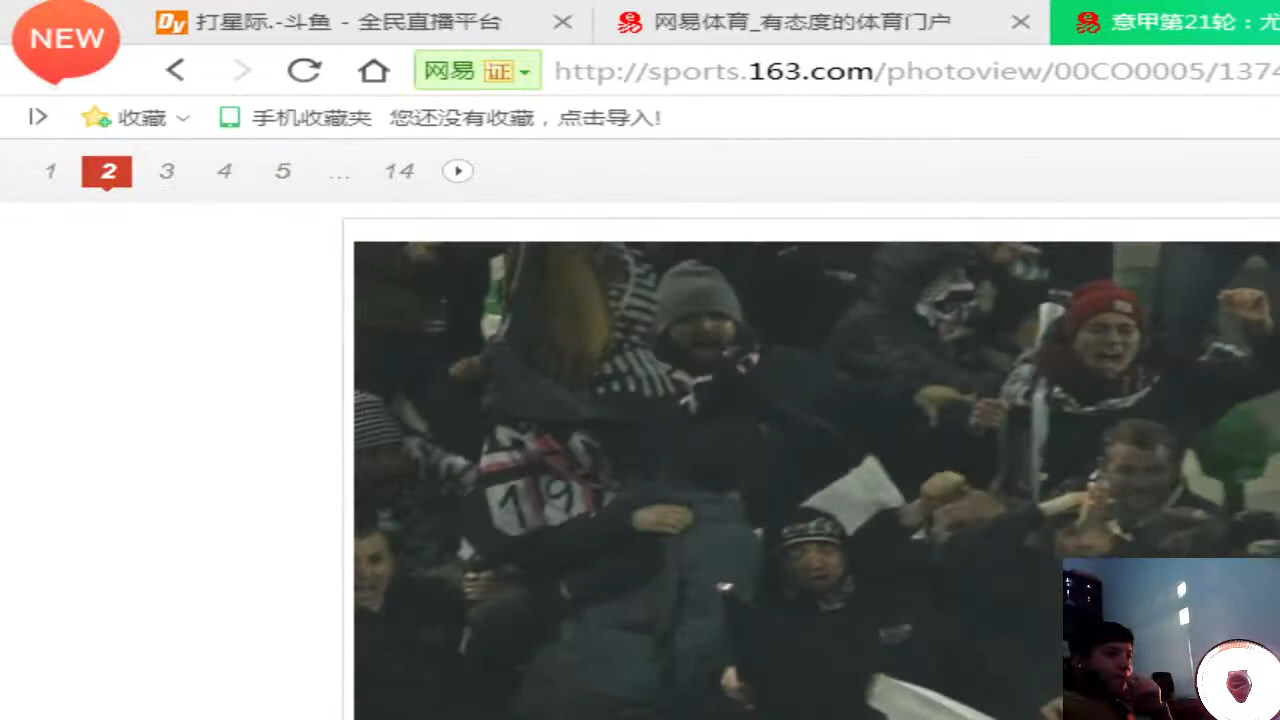 NEW
Dy 打星际.-斗鱼 - 全民直播平台
易 网易体育_有态度的体育门户
易 意甲第21轮：尤
网易 证 http://sports.163.com/photoview/00CO0005/1374
收藏 手机收藏夹 您还没有收藏，点击导入!
1 2 3 4 5 ... 14
19